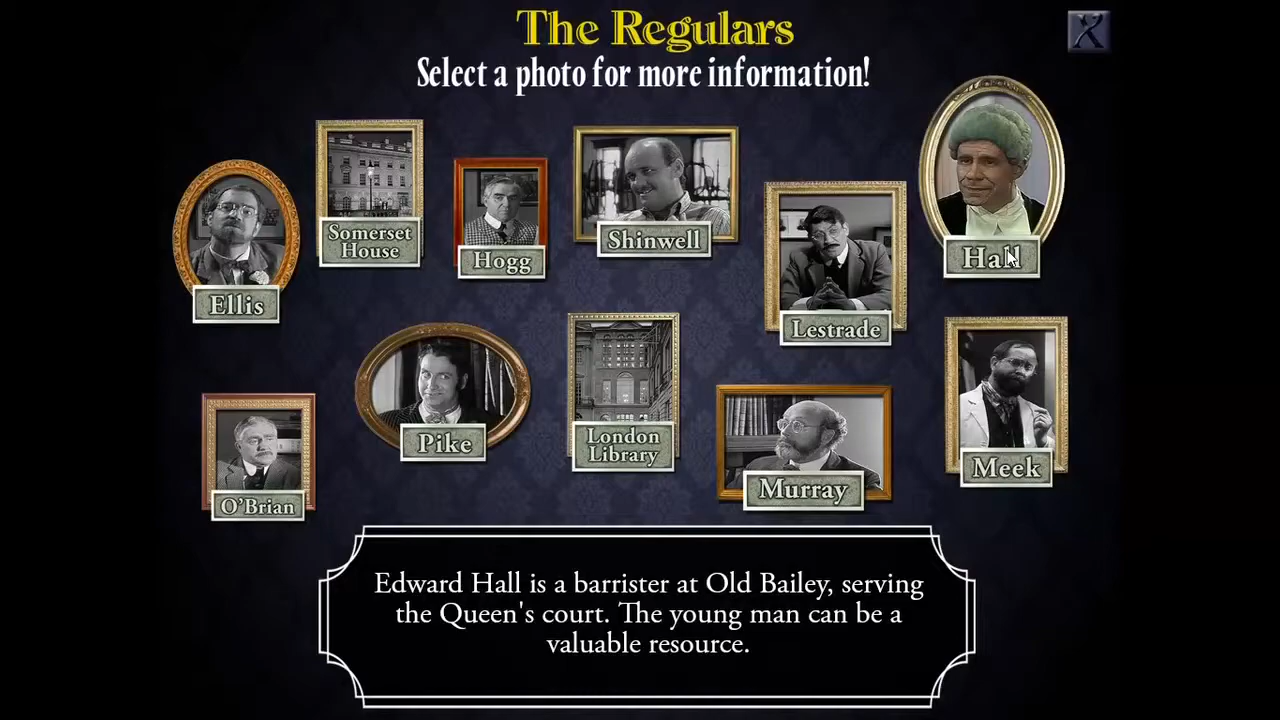 The Regulars
X
Select a photo for more information!
Ellis
Somerset
House
Hogg
Shinwell
Lestrade
Hall
O'Brian
Pike
London
Library
Murray
Meek
Edward Hall is a barrister at Old Bailey, serving
the Queen's court. The young man can be a
valuable resource.